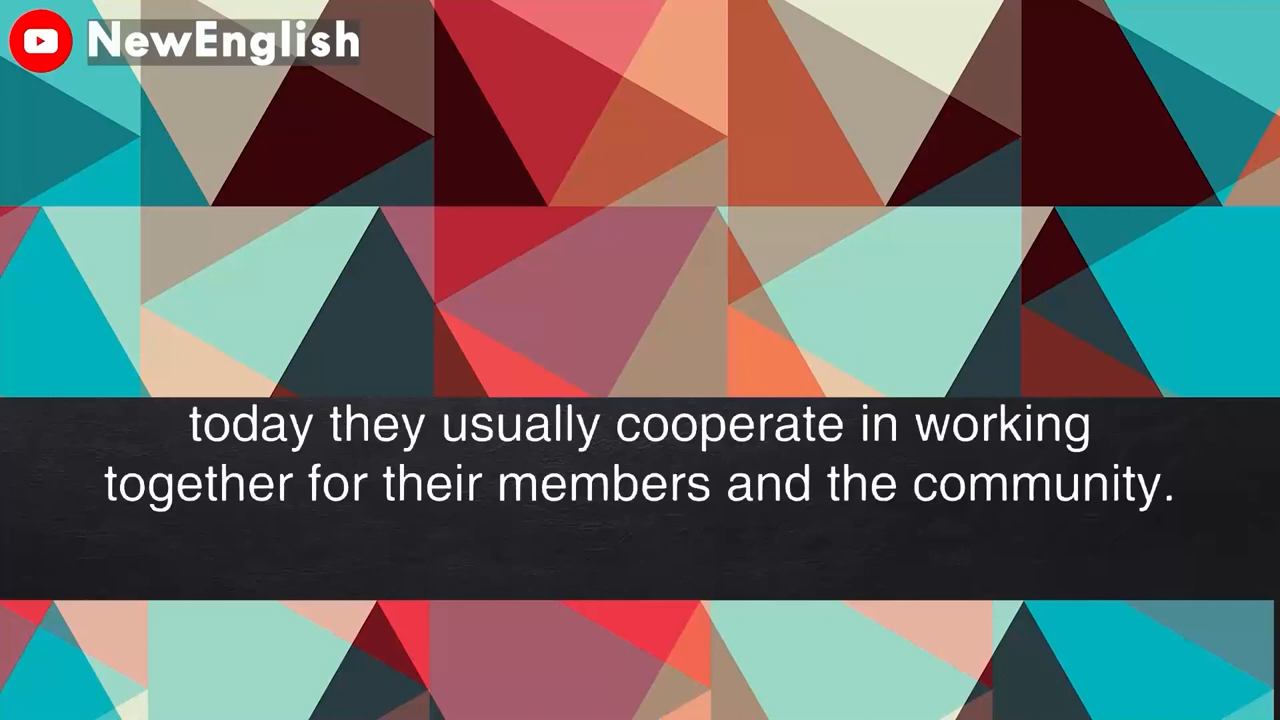 NewEnglish
today they usually cooperate in working
together for their members and the community.